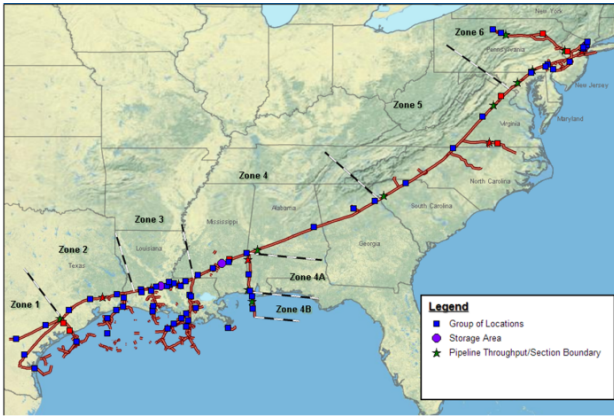 New York
Zone 6
Pennsylvania
New Jersey
Zone 5
Maryland
Virginia
Zone 4
North Carolina
Zone 3
Mississippi
Alabama
South Carolina
Zone 2
Louisiana
Georgia
Texas
Zone 1
Zone 4A
Zone 4B
Legend
Group of Locations
Storage Area
Pipeline Throughput/Section Boundary